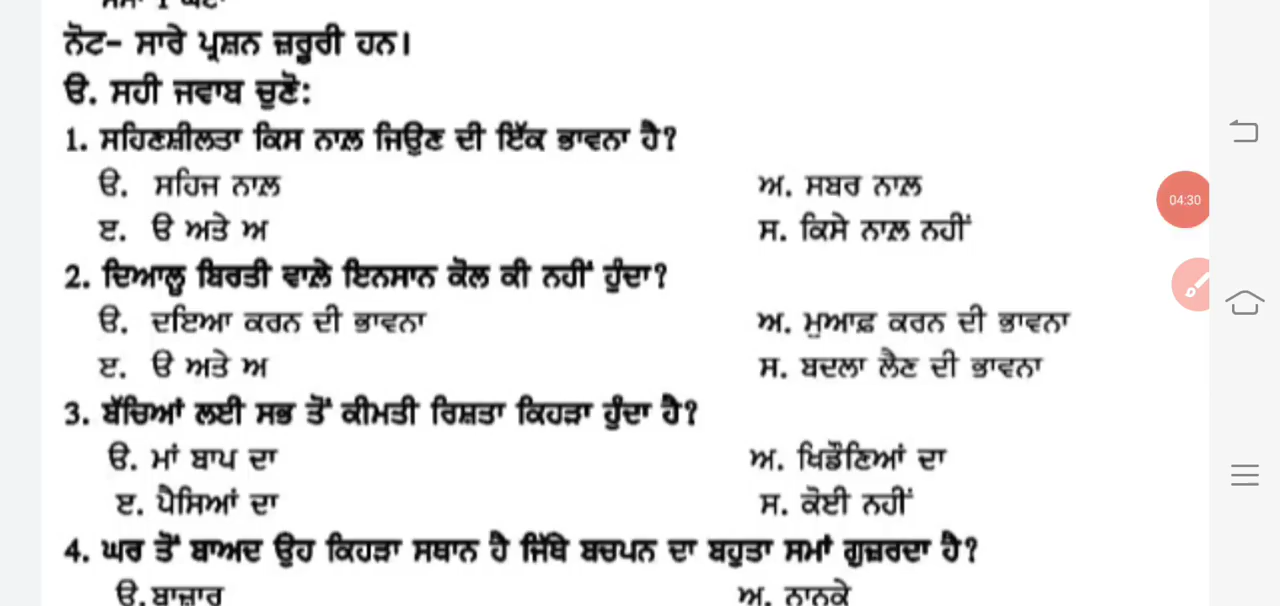 ਨੋਟ- ਸਾਰੇ ਪ੍ਰਸ਼ਨ ਜ਼ਰੂਰੀ ਹਨ।
ੳ. ਸਹੀ ਜਵਾਬ ਚੁਣੋ:
1. ਸਹਿਣਸ਼ੀਲਤਾ ਕਿਸ ਨਾਲ਼ ਜਿਉਣ ਦੀ ਇੱਕ ਭਾਵਨਾ ਹੈ?
ੳ. ਸਹਿਜ ਨਾਲ਼ ਅ. ਸਬਰ ਨਾਲ਼
04:30
ੲ. ੳ ਅਤੇ ਅ ਸ. ਕਿਸੇ ਨਾਲ਼ ਨਹੀਂ
2. ਦਿਆਲੂ ਬਿਰਤੀ ਵਾਲ਼ੇ ਇਨਸਾਨ ਕੋਲ ਕੀ ਨਹੀਂ ਹੁੰਦਾ?
ੳ. ਦਇਆ ਕਰਨ ਦੀ ਭਾਵਨਾ ਅ. ਮੁਆਫ਼ ਕਰਨ ਦੀ ਭਾਵਨਾ
ੲ. ੳ ਅਤੇ ਅ ਸ. ਬਦਲਾ ਲੈਣ ਦੀ ਭਾਵਨਾ
3. ਬੱਚਿਆਂ ਲਈ ਸਭ ਤੋਂ ਕੀਮਤੀ ਰਿਸ਼ਤਾ ਕਿਹੜਾ ਹੁੰਦਾ ਹੈ?
ੳ. ਮਾਂ ਬਾਪ ਦਾ ਅ. ਖਿਡੌਣਿਆਂ ਦਾ
ੲ. ਪੈਸਿਆਂ ਦਾ ਸ. ਕੋਈ ਨਹੀਂ
4. ਘਰ ਤੋਂ ਬਾਅਦ ਉਹ ਕਿਹੜਾ ਸਥਾਨ ਹੈ ਜਿੱਥੇ ਬਚਪਨ ਦਾ ਬਹੁਤਾ ਸਮਾਂ ਗੁਜ਼ਰਦਾ ਹੈ?
ੳ. ਬਾਜ਼ਾਰ ਅ. ਨਾਨਕੇ